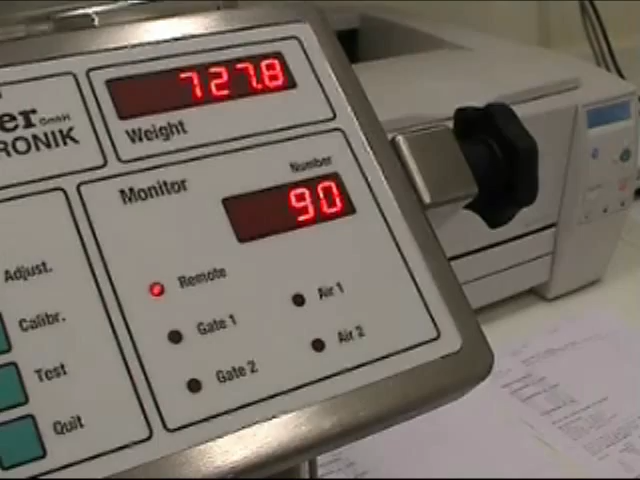 727.8
er GmbH
RONIK
Weight
Number
Monitor
90
Remote
Air 1
Gate 1
Air 2
Gate 2
Adjust.
Calibr.
Test
Quit